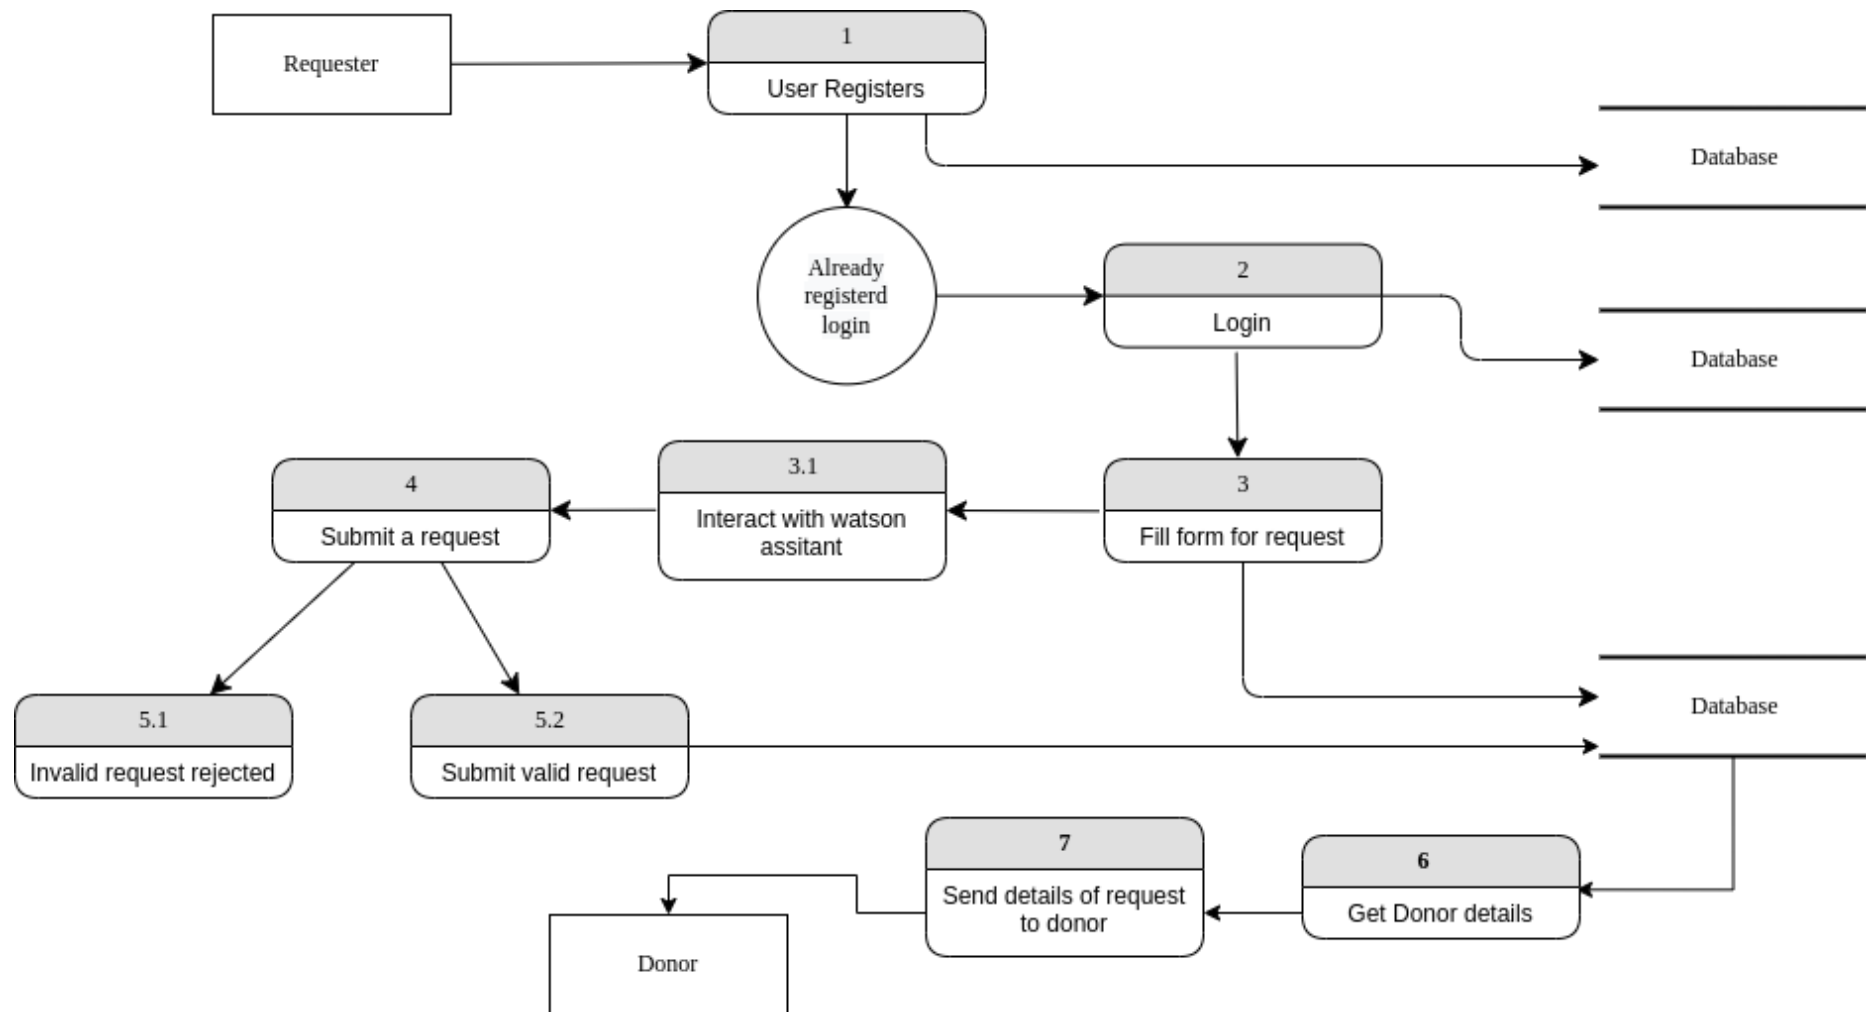 Requester
1
User Registers
Database
Already
registerd
login
2
Login
Database
4
Submit a request
3.1
Interact with watson
assitant
3
Fill form for request
5.1
Invalid request rejected
5.2
Submit valid request
Database
7
Send details of request
to donor
6
Get Donor details
Donor